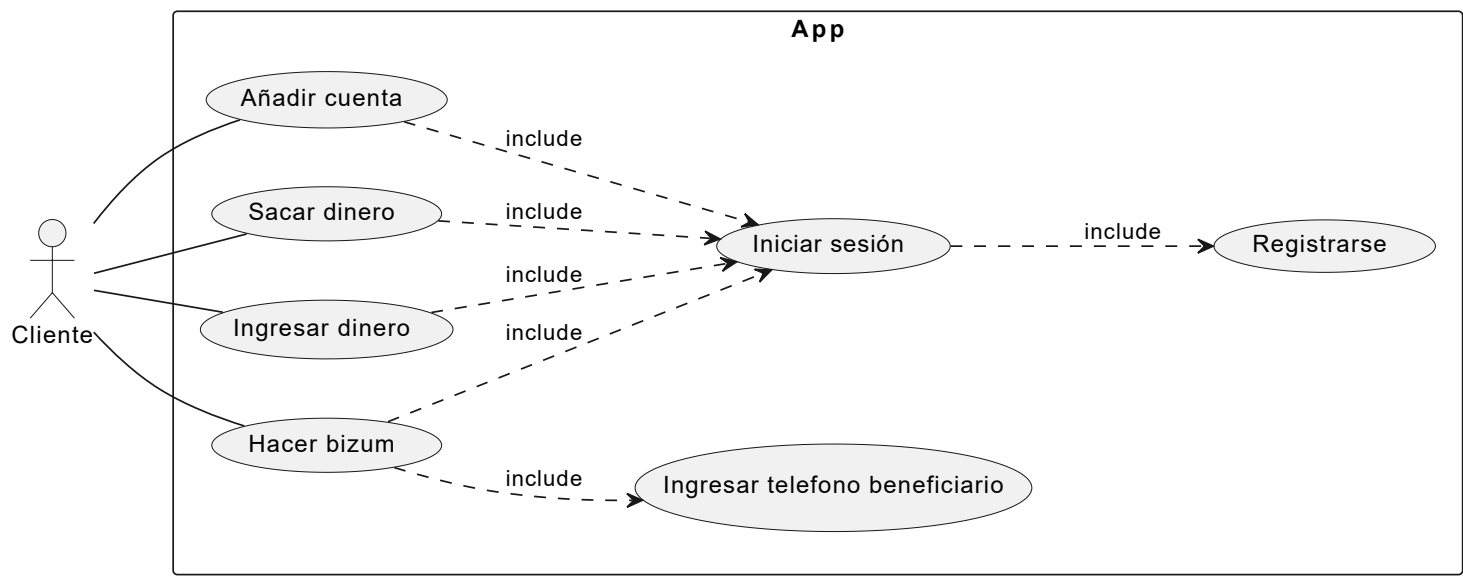 App
Añadir cuenta
include
Sacar dinero
include
Iniciar sesión
include
Registrarse
include
Ingresar dinero
Cliente
include
Hacer bizum
include
Ingresar telefono beneficiario